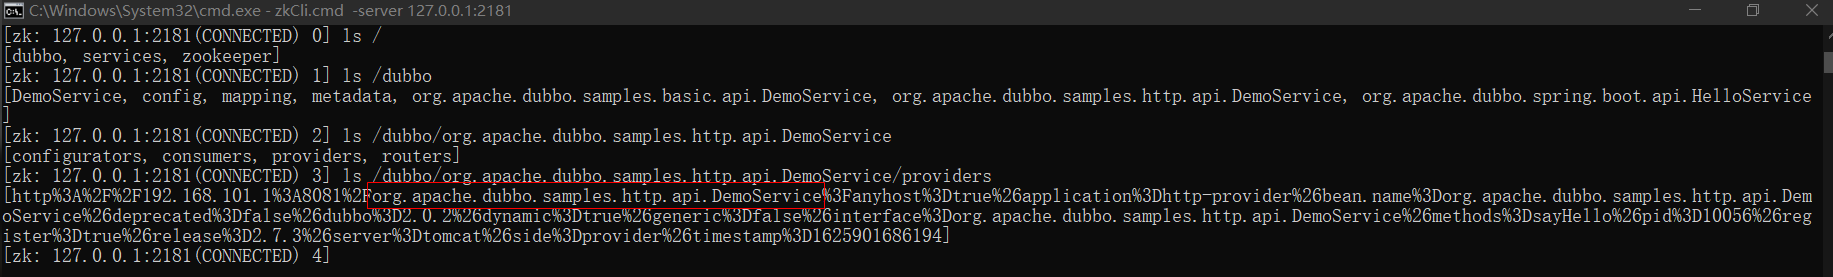 C:\Windows\System32\cmd.exe - zkCli.cmd  -server 127.0.0.1:2181
[zk: 127.0.0.1:2181(CONNECTED) 0] ls /
[dubbo, services, zookeeper]
[zk: 127.0.0.1:2181(CONNECTED) 1] ls /dubbo
[DemoService, config, mapping, metadata, org.apache.dubbo.samples.basic.api.DemoService, org.apache.dubbo.samples.http.api.DemoService, org.apache.dubbo.spring.boot.api.HelloService
]
[zk: 127.0.0.1:2181(CONNECTED) 2] ls /dubbo/org.apache.dubbo.samples.http.api.DemoService
[configurators, consumers, providers, routers]
[zk: 127.0.0.1:2181(CONNECTED) 3] ls /dubbo/org.apache.dubbo.samples.http.api.DemoService/providers
[http%3A%2F%2F192.168.101.1%3A8081%2Forg.apache.dubbo.samples.http.api.DemoService%3Fanyhost%3Dtrue%26application%3Dhttp-provider%26bean.name%3Dorg.apache.dubbo.samples.http.api.Dem
oService%26deprecated%3Dfalse%26dubbo%3D2.0.2%26dynamic%3Dtrue%26generic%3Dfalse%26interface%3Dorg.apache.dubbo.samples.http.api.DemoService%26methods%3DsayHello%26pid%3D10056%26reg
ister%3Dtrue%26release%3D2.7.3%26server%3Dtomcat%26side%3Dprovider%26timestamp%3D1625901686194]
[zk: 127.0.0.1:2181(CONNECTED) 4]